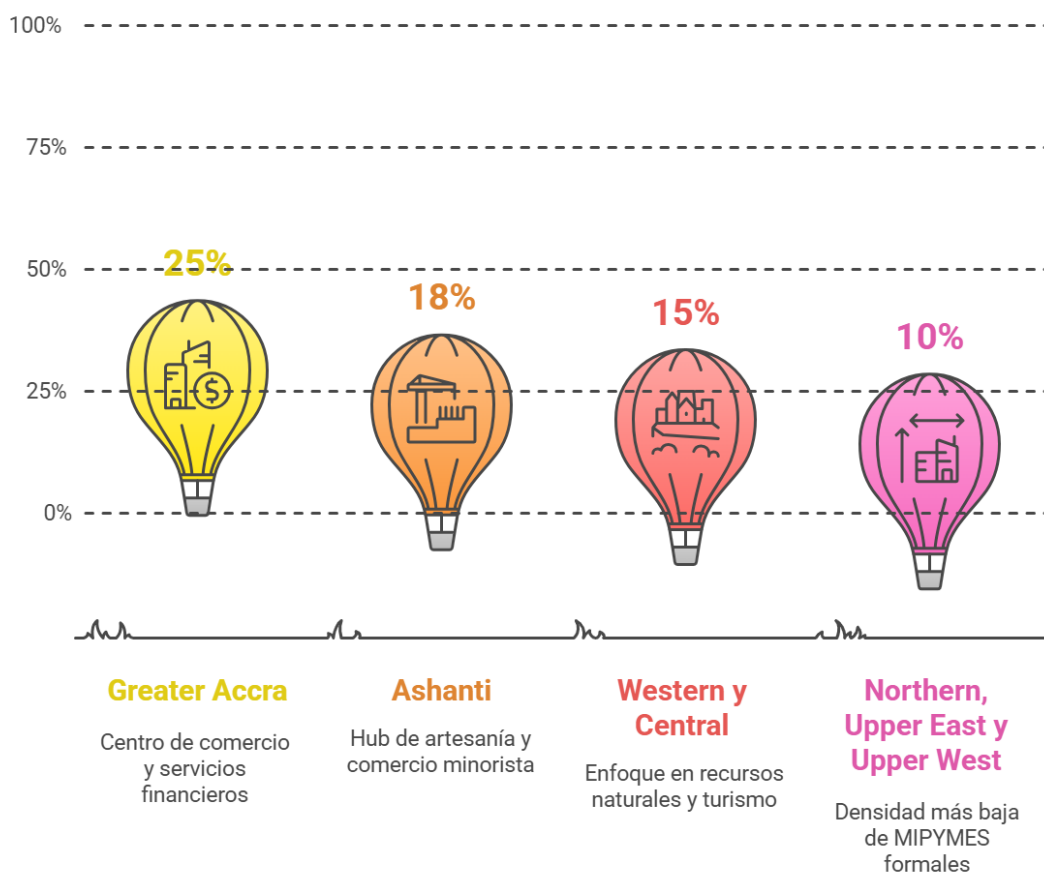 100%
75%
50%
25%
0%
25%
18%
15%
10%
$
Greater Accra
Centro de comercio
y servicios
financieros
Ashanti
Hub de artesanía y
comercio minorista
Western y
Central
Enfoque en recursos
naturales y turismo
Northern,
Upper East y
Upper West
Densidad más baja
de MIPYMES
formales